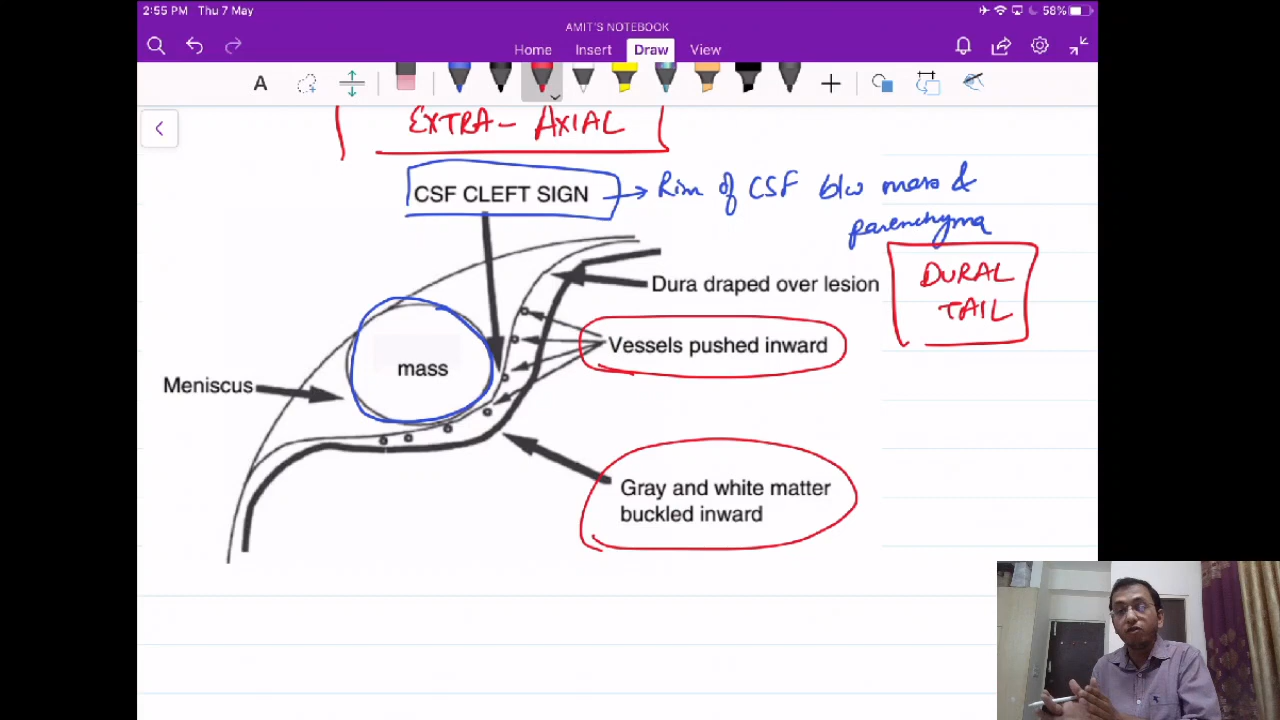 2:55 PM Thu 7 May
58%
AMIT'S NOTEBOOK
Home Insert Draw View
A
EXTRA- AXIAL
CSF CLEFT SIGN → Rim of CSF b/w mass &
parenchyma
Dura draped over lesion
DURAL
TAIL
Vessels pushed inward
mass
Meniscus
Gray and white matter
buckled inward